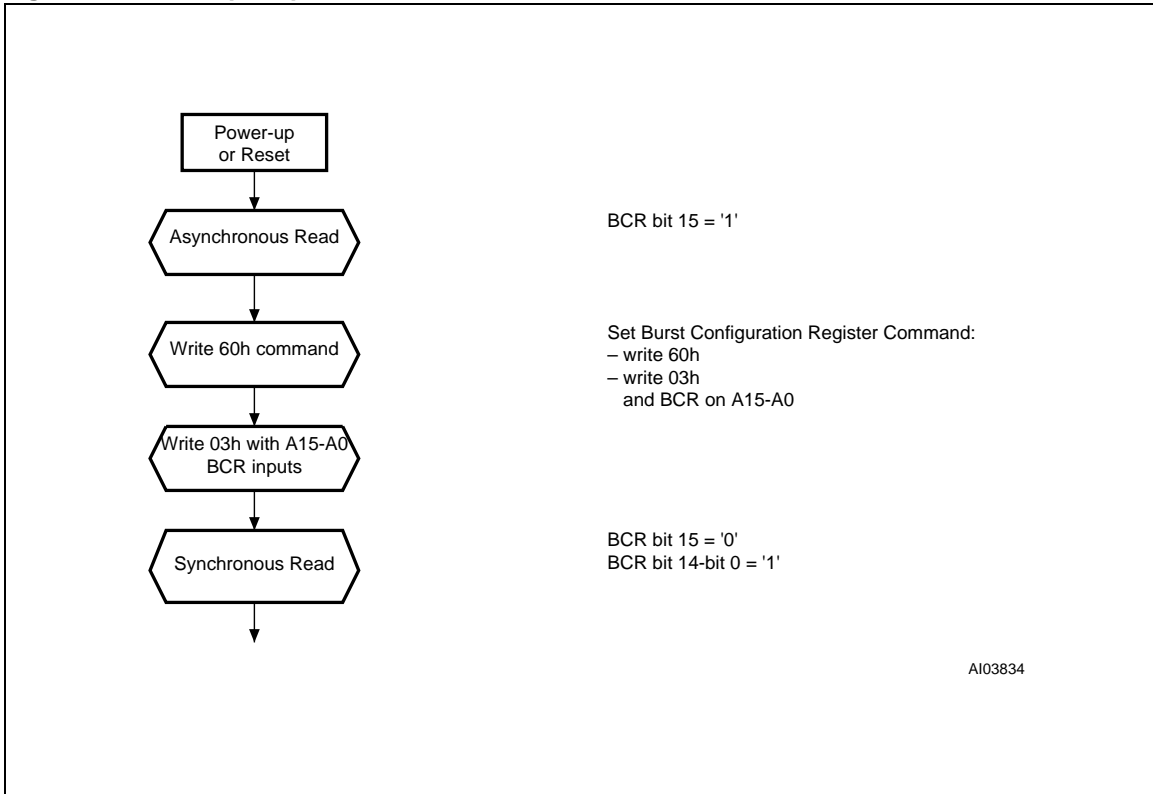 Power-up
or Reset
Asynchronous Read
BCR bit 15 = '1'
Write 60h command
Set Burst Configuration Register Command:
– write 60h
– write 03h
and BCR on A15-A0
Write 03h with A15-A0
BCR inputs
Synchronous Read
BCR bit 15 = '0'
BCR bit 14-bit 0 = '1'
AI03834